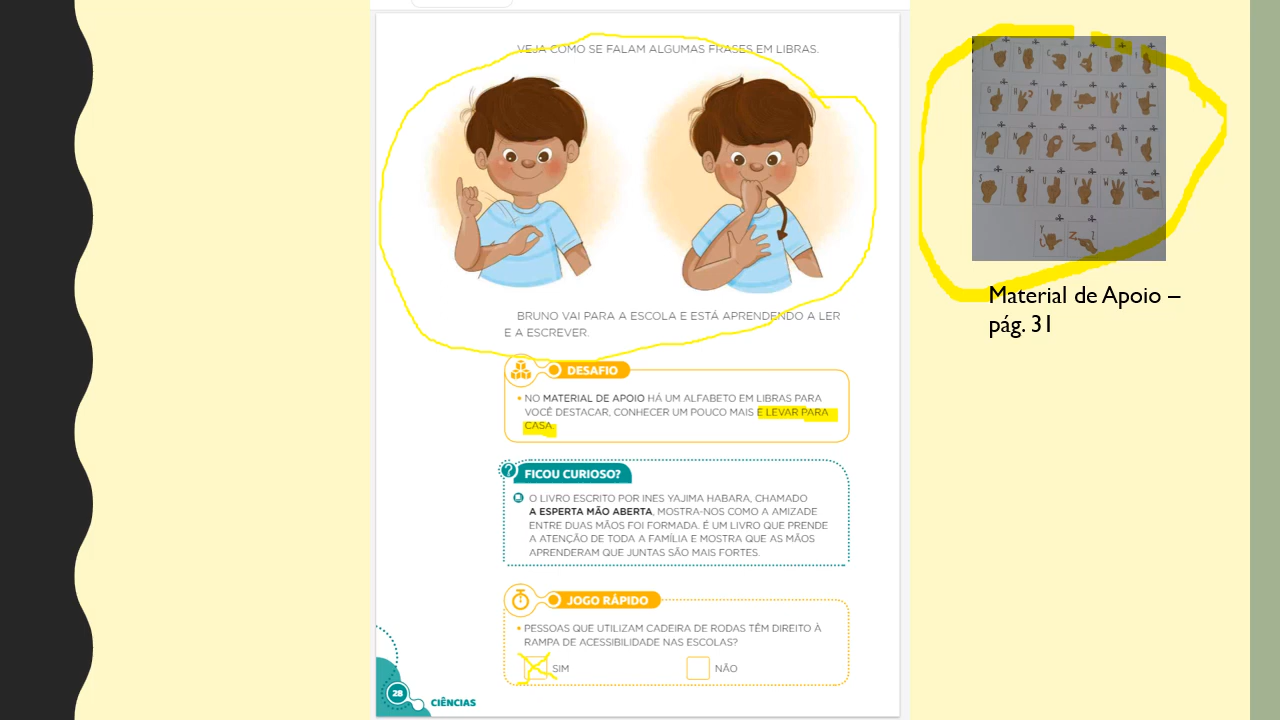 VEJA COMO SE FALAM ALGUMAS FRASES EM LIBRAS.
BRUNO VAI PARA A ESCOLA E ESTÁ APRENDENDO A LER
E A ESCREVER.
DESAFIO
• NO MATERIAL DE APOIO HÁ UM ALFABETO EM LIBRAS PARA
VOCÊ DESTACAR, CONHECER UM POUCO MAIS E LEVAR PARA
CASA.
? FICOU CURIOSO?
O LIVRO ESCRITO POR INES YAJIMA HABARA, CHAMADO
A ESPERTA MÃO ABERTA, MOSTRA-NOS COMO A AMIZADE
ENTRE DUAS MÃOS FOI FORMADA. É UM LIVRO QUE PRENDE
A ATENÇÃO DE TODA A FAMÍLIA E MOSTRA QUE AS MÃOS
APRENDERAM QUE JUNTAS SÃO MAIS FORTES.
JOGO RÁPIDO
• PESSOAS QUE UTILIZAM CADEIRA DE RODAS TÊM DIREITO À
RAMPA DE ACESSIBILIDADE NAS ESCOLAS?
SIM NÃO
28 CIÊNCIAS
G H I J K L
M N O P Q R
S T U V W X
Y Z
Material de Apoio –
pág. 31